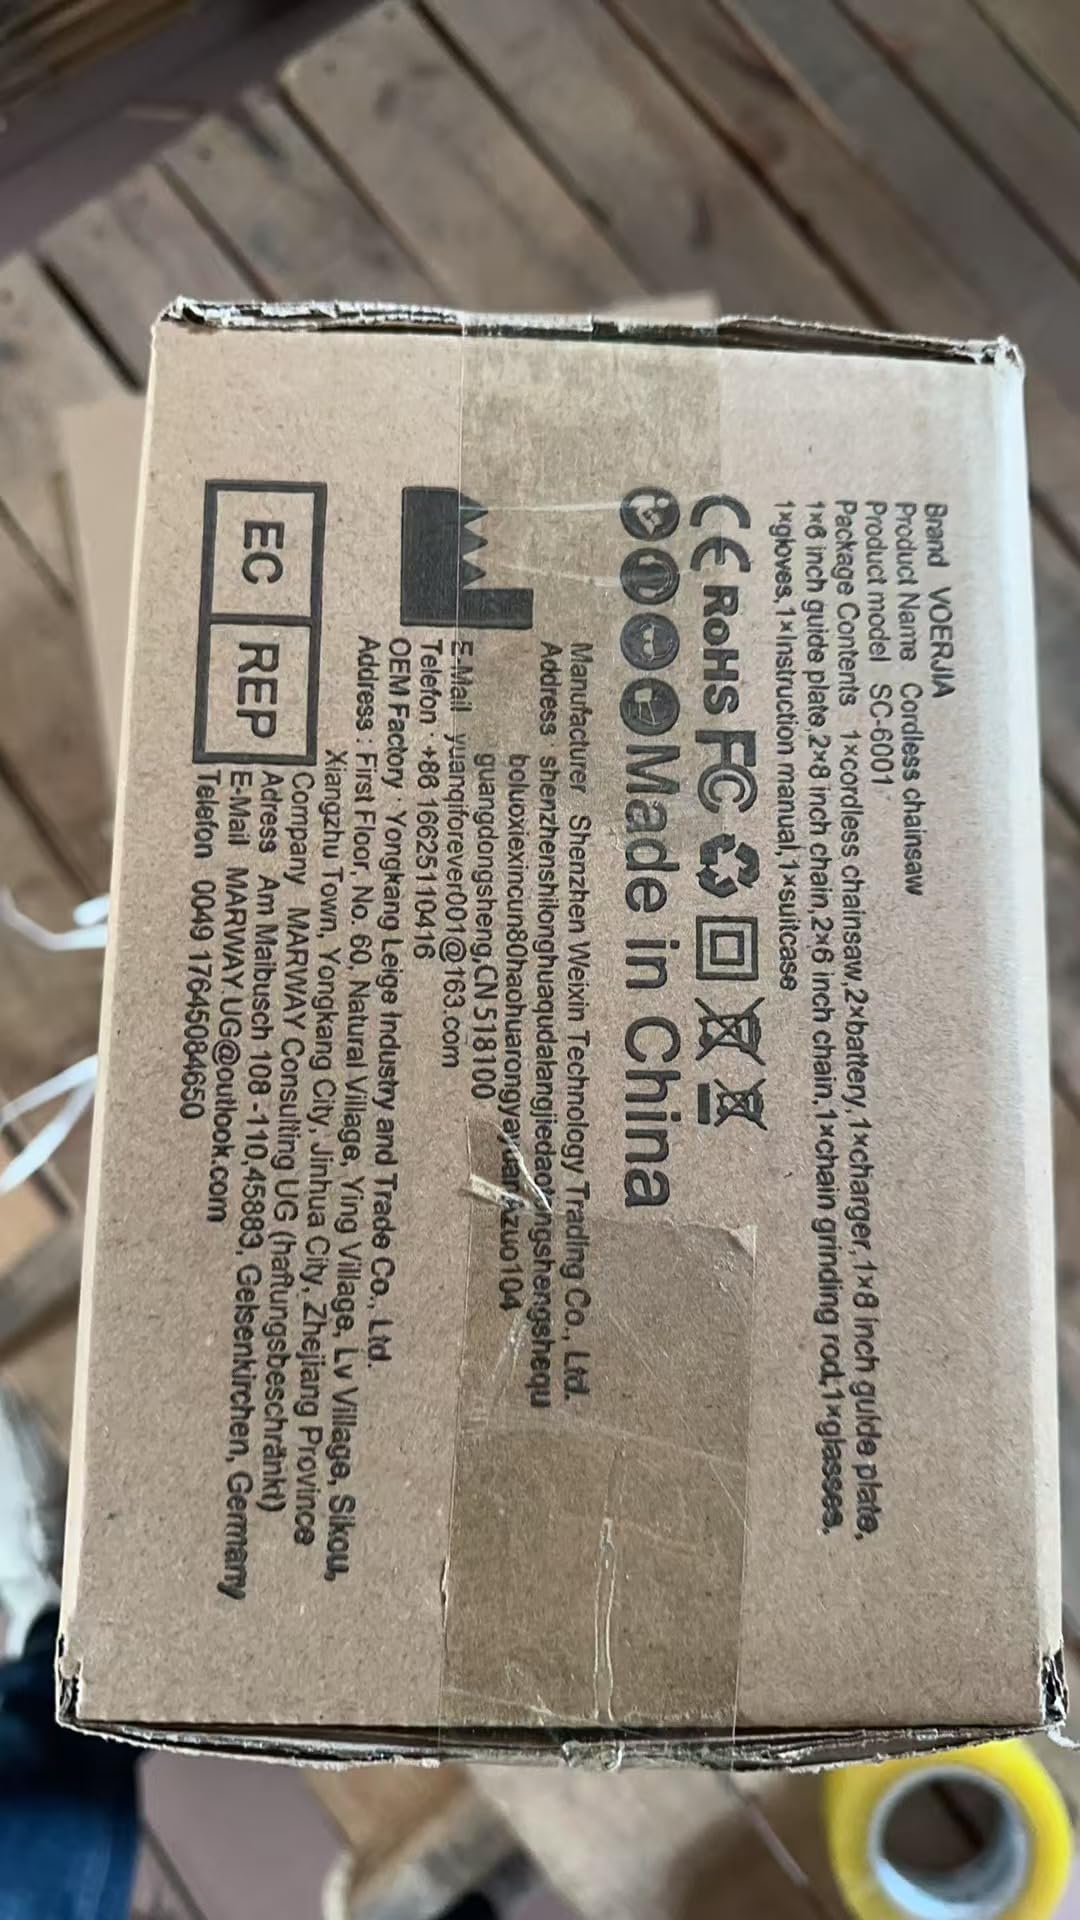 Brand VOERJIA
Product Name Cordless chainsaw
Product model SC-6001
Package Contents 1×cordless chainsaw,2×battery,1×charger,1×8 inch guide plate,
1×6 inch guide plate,2×8 inch chain,2×6 inch chain,1×chain grinding rod,1×glasses,
1×gloves,1×Instruction manual,1×suitcase
CE RoHS FC
Made in China
Manufacturer Shenzhen Weixin Technology Trading Co., Ltd.
Address: shenzhenshilonghuaqudalangjiedaotongshengshequ
boluoxiexincun80haohuarongyayuanAzuo104
guangdongsheng,CN 518100
E-Mail yuanqiforever001@163.com
Telefon: +86 16625110416
OEM Factory: Yongkang Leige Industry and Trade Co., Ltd.
Address: First Floor, No. 60, Natural Village, Ying Village, Lv Village, Sikou,
Xiangzhu Town, Yongkang City, Jinhua City, Zhejiang Province
EC REP
Company MARWAY Consulting UG (haftungsbeschränkt)
Adress Am Maibusch 108 -110,45883, Gelsenkirchen, Germany
E-Mail MARWAY.UG@outlook.com
Telefon 0049 17645084650